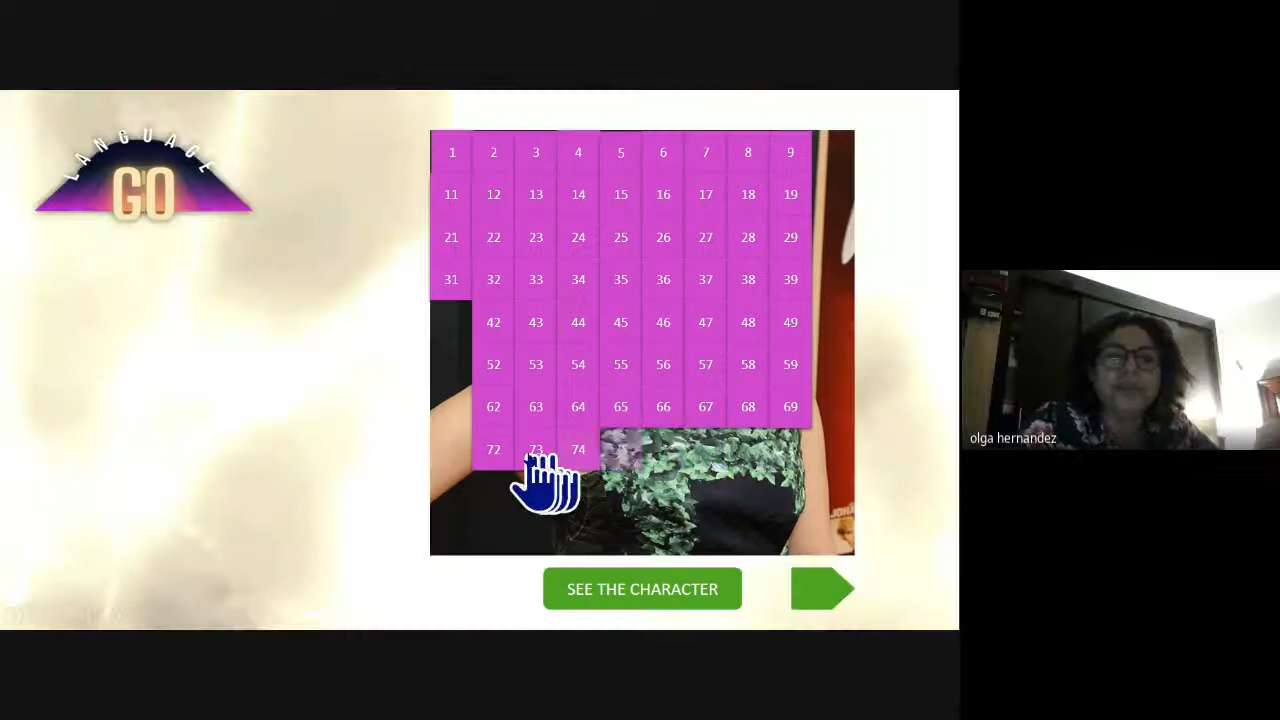 LANGUAGE
GO
1 2 3 4 5 6 7 8 9
11 12 13 14 15 16 17 18 19
21 22 23 24 25 26 27 28 29
31 32 33 34 35 36 37 38 39
42 43 44 45 46 47 48 49
52 53 54 55 56 57 58 59
62 63 64 65 66 67 68 69
72 73 74
SEE THE CHARACTER
olga hernandez